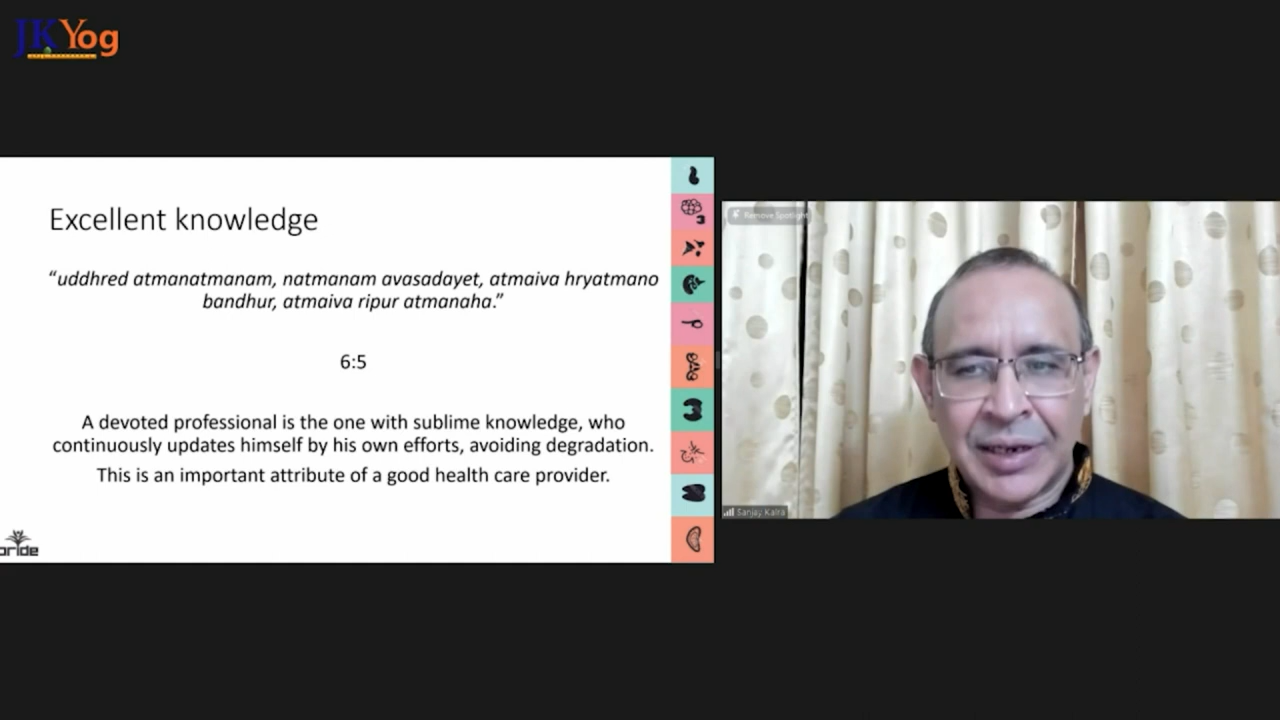 JKYog
Remove Spotlight
Excellent knowledge
“uddhred atmanatmanam, natmanam avasadayet, atmaiva hryatmano
bandhur, atmaiva ripur atmanaha.”
6:5
A devoted professional is the one with sublime knowledge, who
continuously updates himself by his own efforts, avoiding degradation.
This is an important attribute of a good health care provider.
Sanjay Kalra